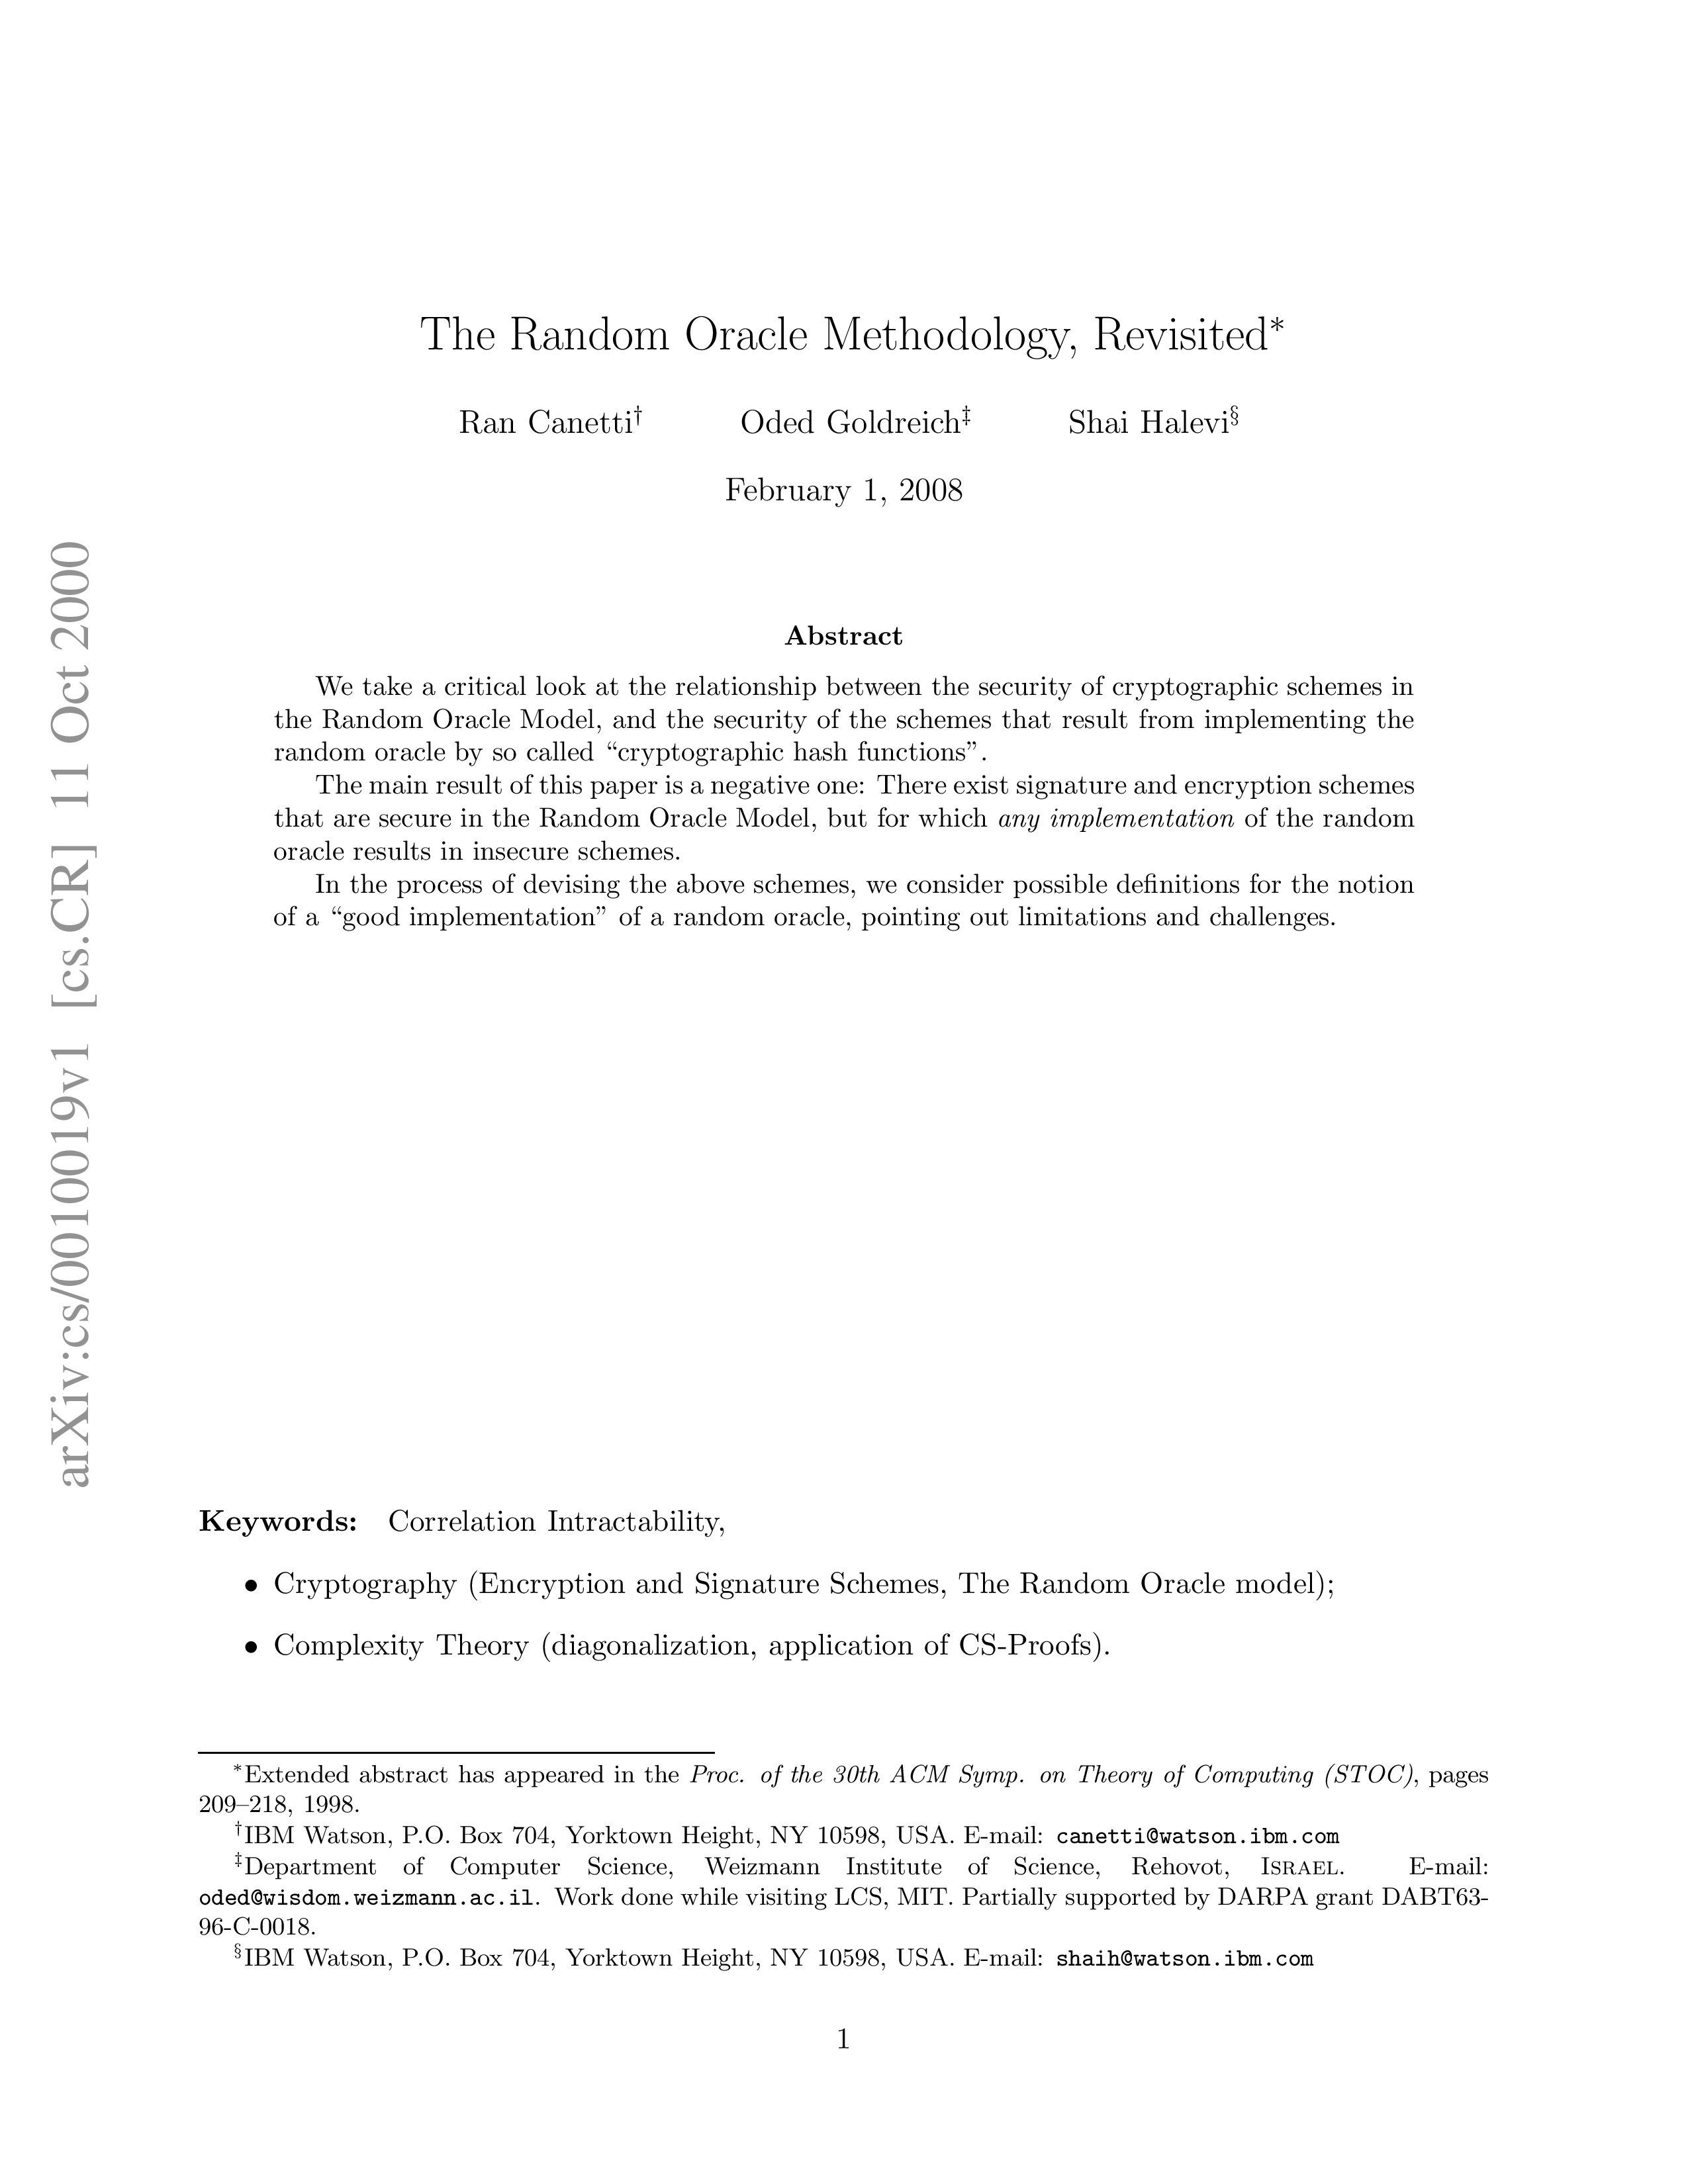 The Random Oracle Methodology, Revisited*
Ran Canetti† Oded Goldreich‡ Shai Halevi§
February 1, 2008
Abstract
We take a critical look at the relationship between the security of cryptographic schemes in
the Random Oracle Model, and the security of the schemes that result from implementing the
random oracle by so called “cryptographic hash functions”.
The main result of this paper is a negative one: There exist signature and encryption schemes
that are secure in the Random Oracle Model, but for which any implementation of the random
oracle results in insecure schemes.
In the process of devising the above schemes, we consider possible definitions for the notion
of a “good implementation” of a random oracle, pointing out limitations and challenges.
arXiv:cs/0010019v1 [cs.CR] 11 Oct 2000
Keywords: Correlation Intractability,
• Cryptography (Encryption and Signature Schemes, The Random Oracle model);
• Complexity Theory (diagonalization, application of CS-Proofs).
*Extended abstract has appeared in the Proc. of the 30th ACM Symp. on Theory of Computing (STOC), pages
209–218, 1998.
†IBM Watson, P.O. Box 704, Yorktown Height, NY 10598, USA. E-mail: canetti@watson.ibm.com
‡Department of Computer Science, Weizmann Institute of Science, Rehovot, ISRAEL. E-mail:
oded@wisdom.weizmann.ac.il. Work done while visiting LCS, MIT. Partially supported by DARPA grant DABT63-
96-C-0018.
§IBM Watson, P.O. Box 704, Yorktown Height, NY 10598, USA. E-mail: shaih@watson.ibm.com
1